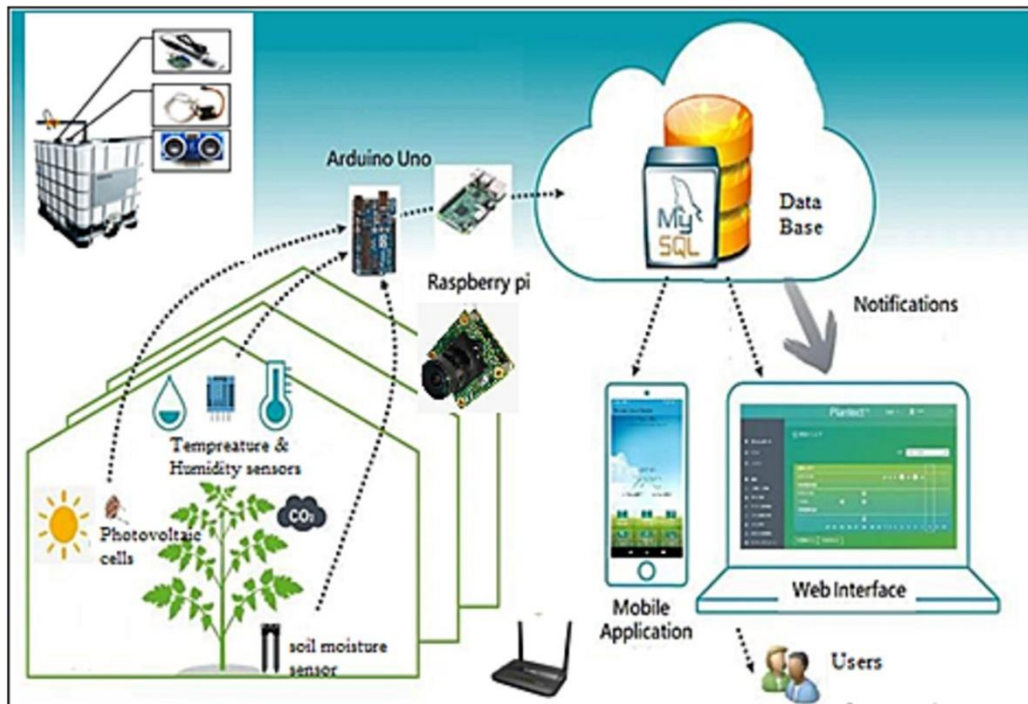 Arduino Uno
My
SQL
Data
Base
Raspberry pi
Notifications
Tempreature &
Humidity sensors
CO₂
Photovoltaic
cells
soil moisture
sensor
Plantect
Mobile
Application
Web Interface
Users